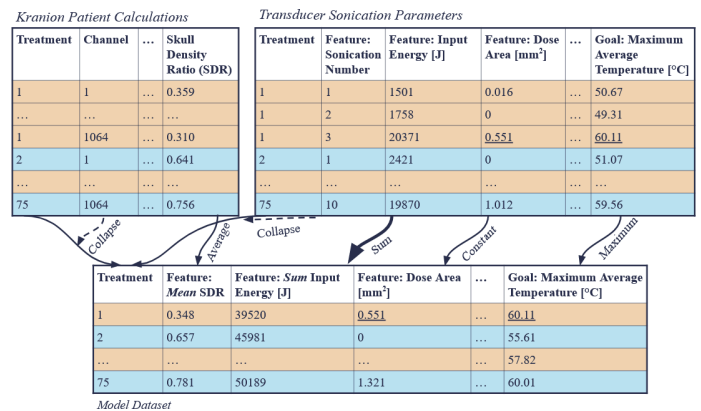 Kranion Patient Calculations
Transducer Sonication Parameters
Treatment Channel … Skull Density Ratio (SDR)
1 1 … 0.359
… … … …
1 1064 … 0.310
2 1 … 0.641
… … … …
75 1064 … 0.756
Treatment Feature: Sonication Number Feature: Input Energy [J] Feature: Dose Area [mm²] … Goal: Maximum Average Temperature [°C]
1 1 1501 0.016 … 50.67
1 2 1758 0 … 49.31
1 3 20371 0.551 … 60.11
2 1 2421 0 … 51.07
… … … … … …
75 10 19870 1.012 … 59.56
Collapse
Average
Collapse
Sum
Constant
Maximum
Treatment Feature: Mean SDR Feature: Sum Input Energy [J] Feature: Dose Area [mm²] … Goal: Maximum Average Temperature [°C]
1 0.348 39520 0.551 … 60.11
2 0.657 45981 0 … 55.61
… … … … … 57.82
75 0.781 50189 1.321 … 60.01
Model Dataset